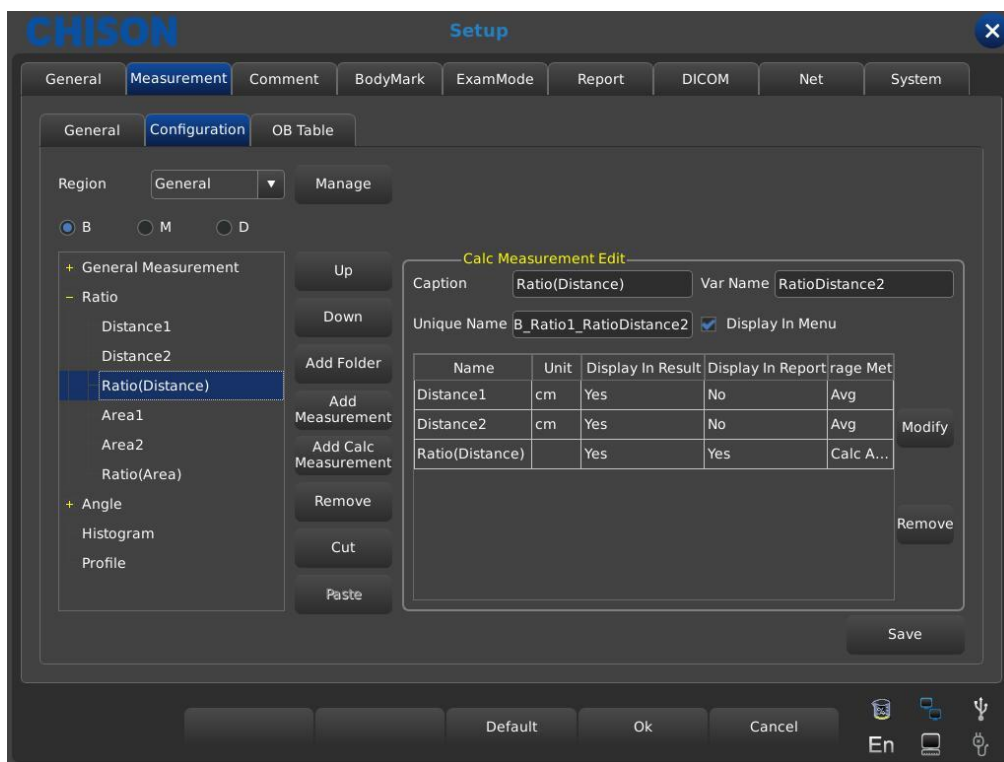 CHISON
Setup
General Measurement Comment BodyMark ExamMode Report DICOM Net System
General Configuration OB Table
Region General Manage
B M D
+ General Measurement
- Ratio
Distance1
Distance2
Ratio(Distance)
Area1
Area2
Ratio(Area)
+ Angle
Histogram
Profile
Up
Down
Add Folder
Add
Measurement
Add Calc
Measurement
Remove
Cut
Paste
Calc Measurement Edit
Caption Ratio(Distance) Var Name RatioDistance2
Unique Name B_Ratio1_RatioDistance2 Display In Menu
Name Unit Display In Result Display In Report rage Met
Distance1 cm Yes No Avg
Distance2 cm Yes No Avg
Ratio(Distance) Yes Yes Calc A...
Modify
Remove
Save
Default Ok Cancel
En